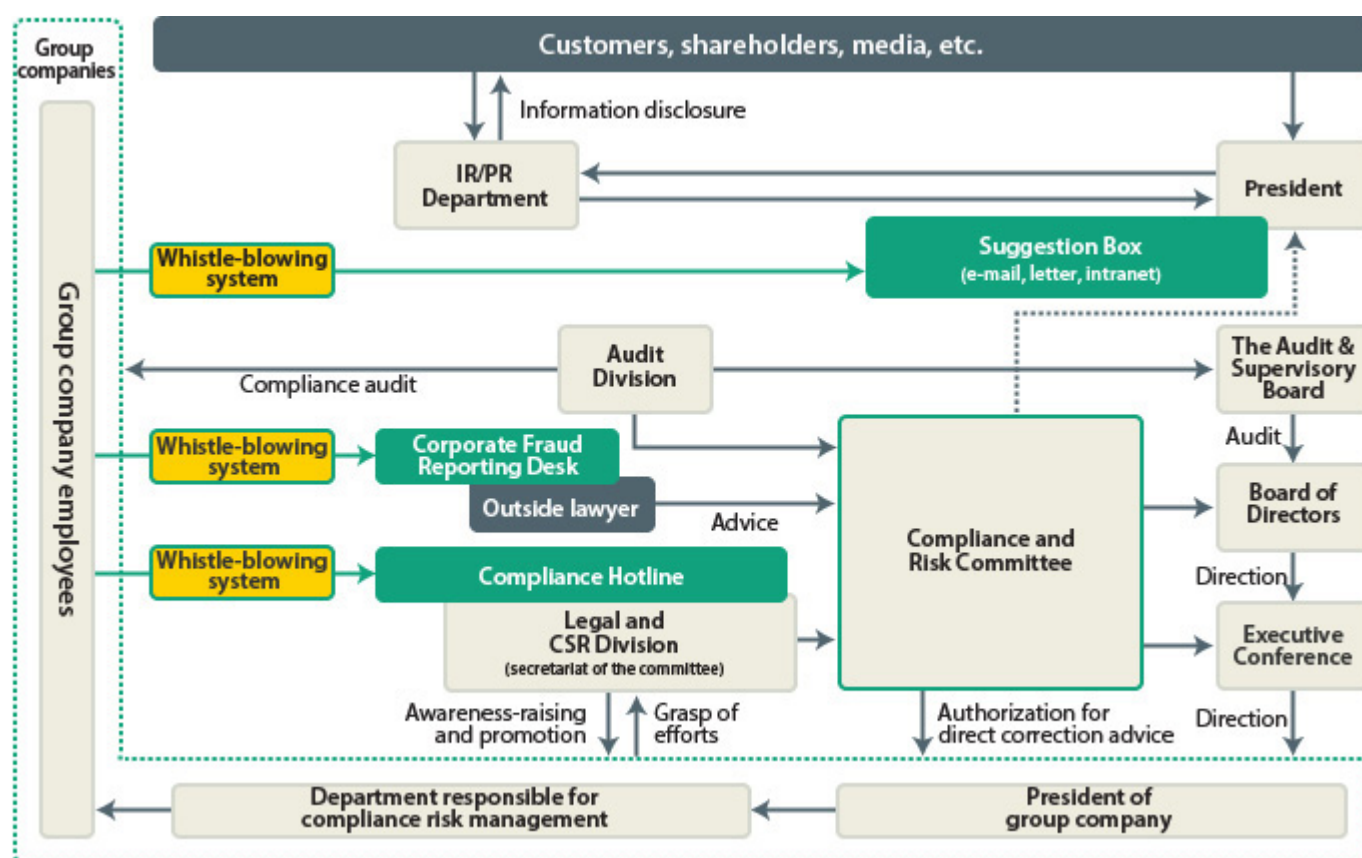 Group
companies
Customers, shareholders, media, etc.
Information disclosure
IR/PR
Department
President
Whistle-blowing
system
Suggestion Box
(e-mail, letter, intranet)
Group company employees
Audit
Division
The Audit &
Supervisory
Board
Compliance audit
Audit
Whistle-blowing
system
Corporate Fraud
Reporting Desk
Outside lawyer
Advice
Compliance and
Risk Committee
Board of
Directors
Whistle-blowing
system
Compliance Hotline
Direction
Legal and
CSR Division
(secretariat of the committee)
Executive
Conference
Awareness-raising
and promotion
Grasp of
efforts
Authorization for
direct correction advice
Direction
Department responsible for
compliance risk management
President of
group company